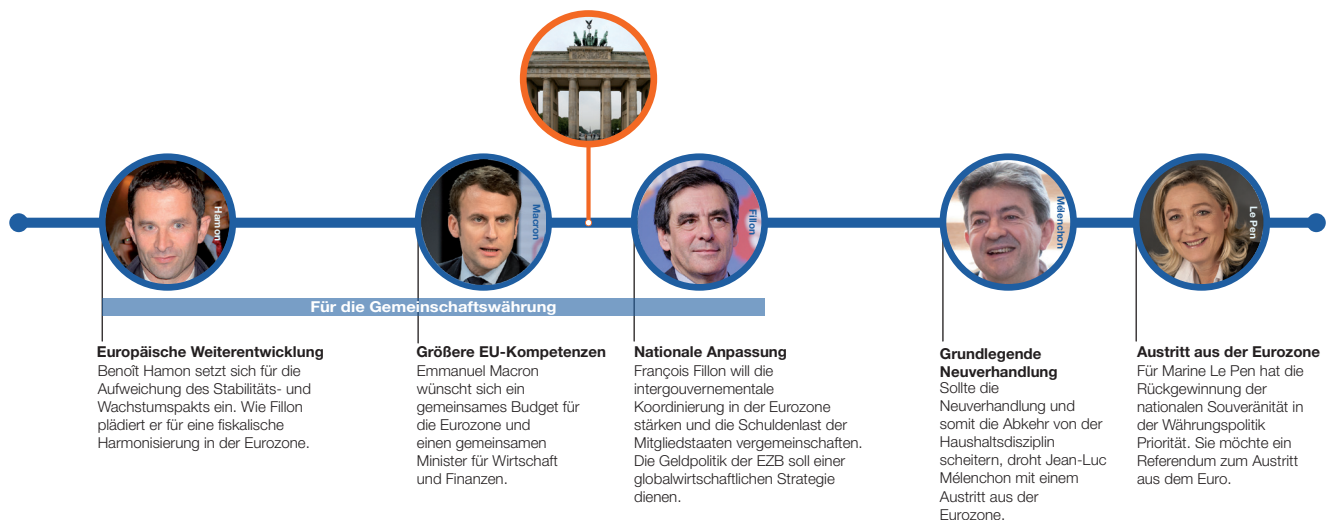 Hamon
Macron
Fillon
Mélenchon
Le Pen
Für die Gemeinschaftswährung
Europäische Weiterentwicklung
Benoît Hamon setzt sich für die
Aufweichung des Stabilitäts- und
Wachstumspakts ein. Wie Fillon
plädiert er für eine fiskalische
Harmonisierung in der Eurozone.
Größere EU-Kompetenzen
Emmanuel Macron
wünscht sich ein
gemeinsames Budget für
die Eurozone und
einen gemeinsamen
Minister für Wirtschaft
und Finanzen.
Nationale Anpassung
François Fillon will die
intergouvernementale
Koordinierung in der Eurozone
stärken und die Schuldenlast der
Mitgliedstaaten vergemeinschaften.
Die Geldpolitik der EZB soll einer
globalwirtschaftlichen Strategie
dienen.
Grundlegende
Neuverhandlung
Sollte die
Neuverhandlung und
somit die Abkehr von der
Haushaltsdisziplin
scheitern, droht Jean-Luc
Mélenchon mit einem
Austritt aus der
Eurozone.
Austritt aus der Eurozone
Für Marine Le Pen hat die
Rückgewinnung der
nationalen Souveränität in
der Währungspolitik
Priorität. Sie möchte ein
Referendum zum Austritt
aus dem Euro.